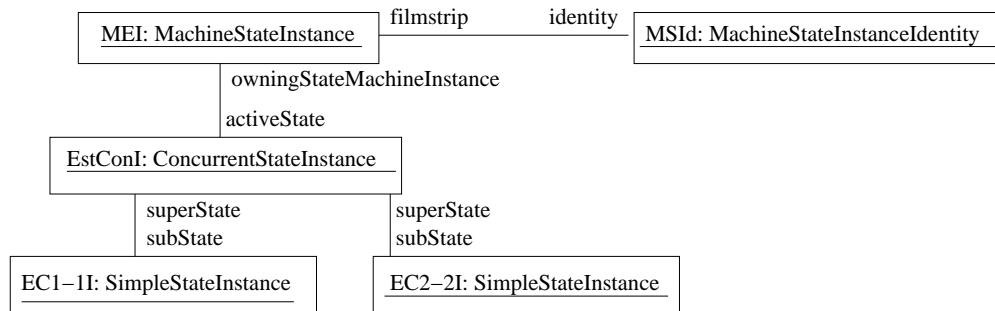 filmstrip identity
MEI: MachineStateInstance MSId: MachineStateInstanceIdentity
owningStateMachineInstance
activeState
EstConI: ConcurrentStateInstance
superState superState
subState subState
EC1−1I: SimpleStateInstance EC2−2I: SimpleStateInstance